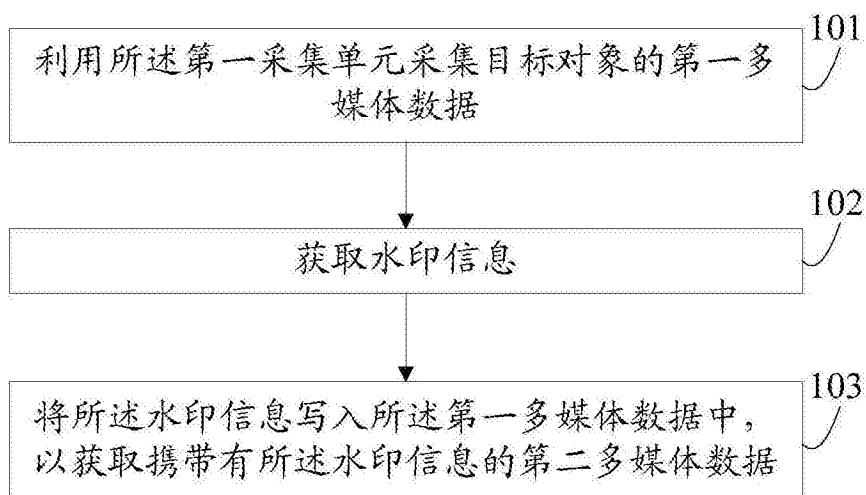 101
利用所述第一采集单元采集目标对象的第一多
媒体数据
102
获取水印信息
103
将所述水印信息写入所述第一多媒体数据中，
以获取携带有所述水印信息的第二多媒体数据